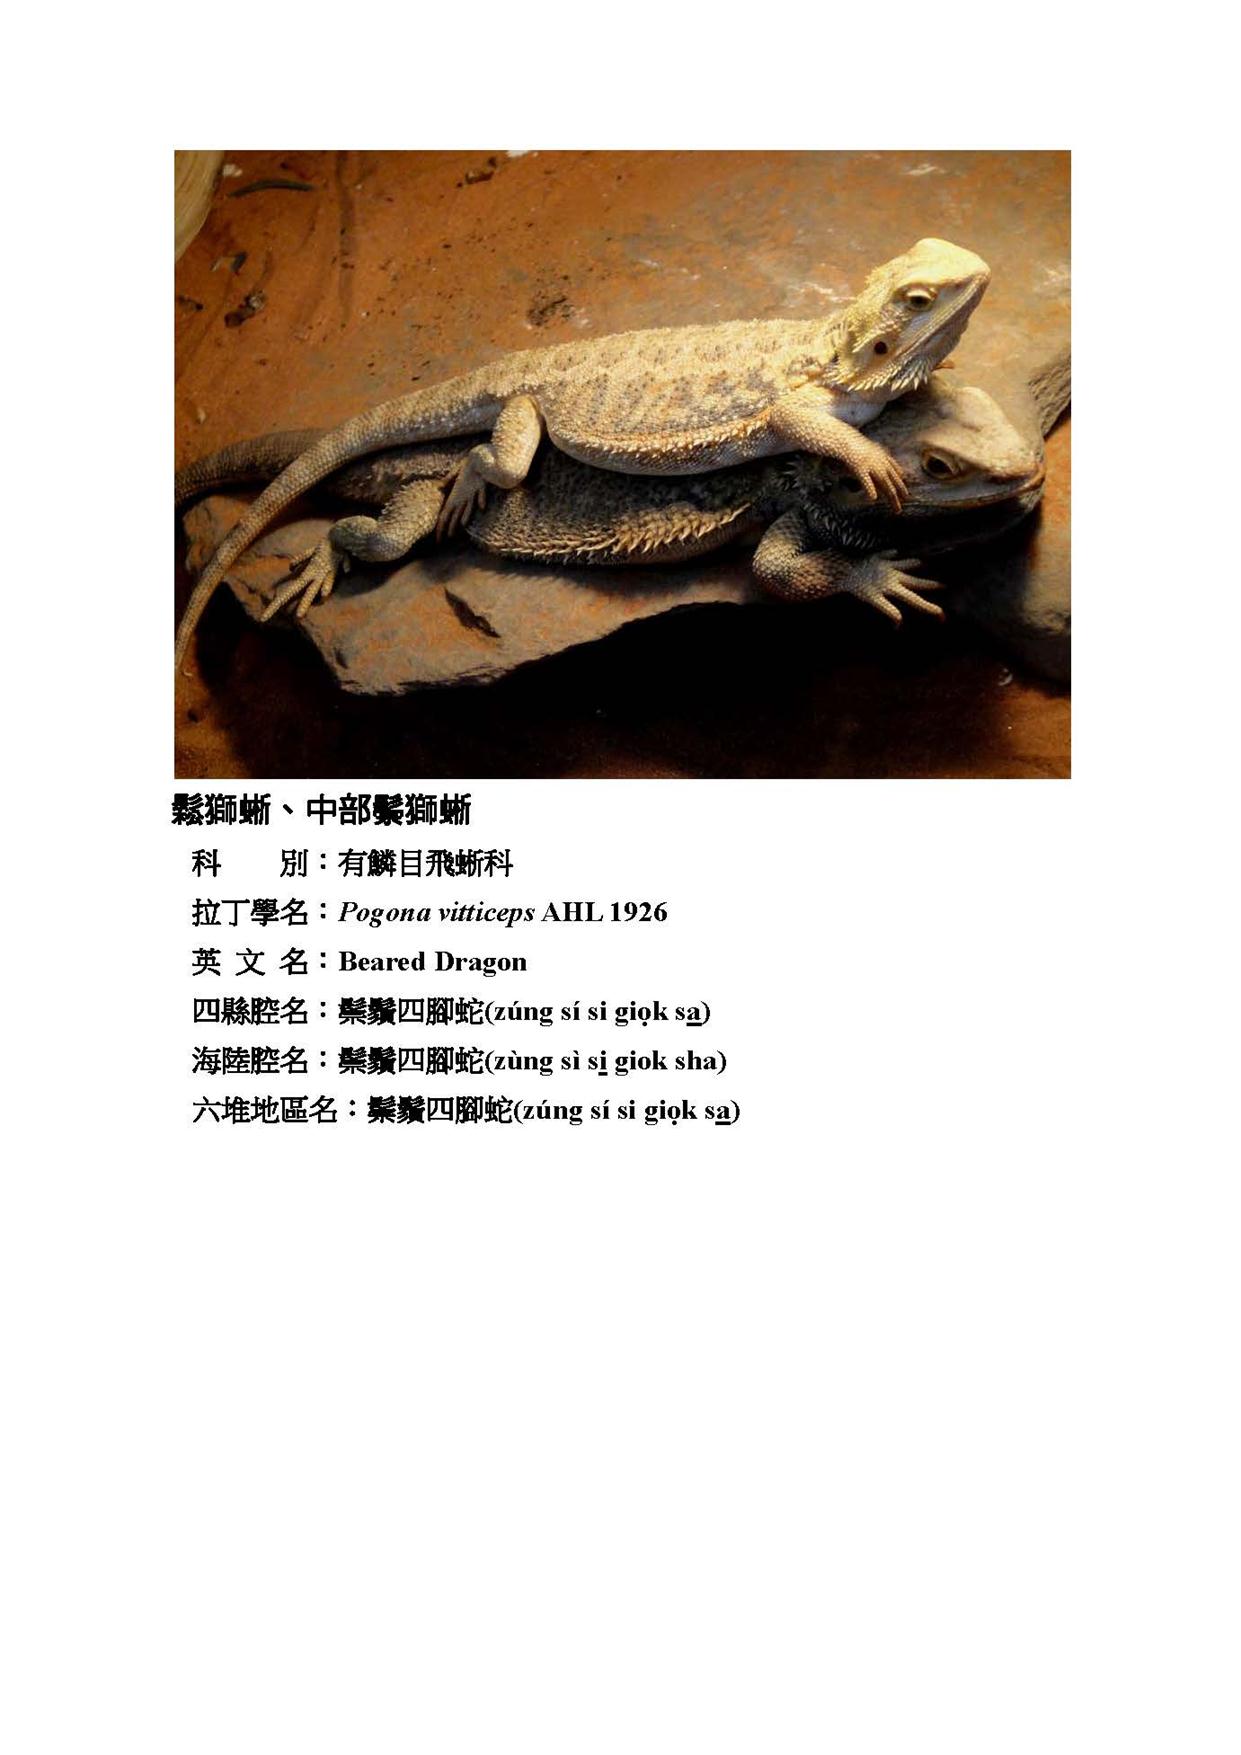 鬆獅蜥、中部鬃獅蜥
科　　別：有鱗目飛蜥科
拉丁學名：Pogona vitticeps AHL 1926
英 文 名：Beared Dragon
四縣腔名：鬃鬚四腳蛇(zúng sí si giọk sa̲)
海陸腔名：鬃鬚四腳蛇(zùng sì si̲ giok sha)
六堆地區名：鬃鬚四腳蛇(zúng sí si giọk sa̲)